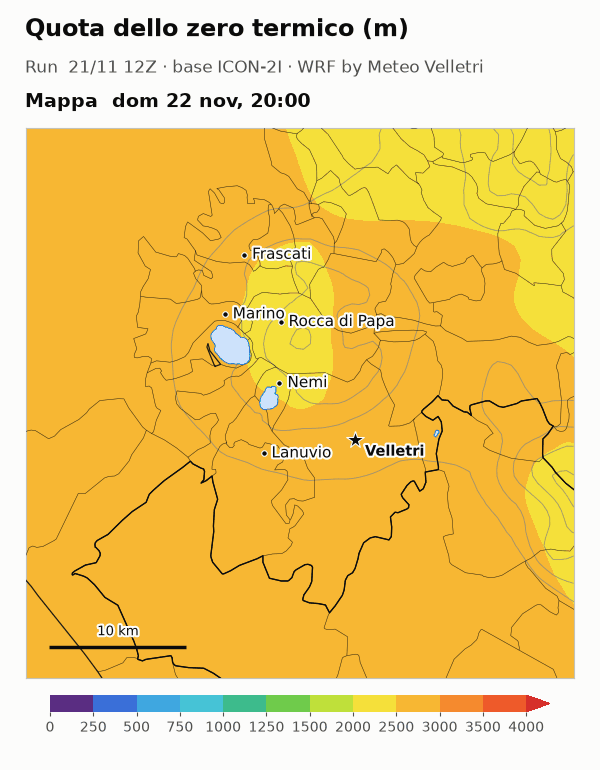 Quota dello zero termico (m)
Run 21/11 12Z · base ICON-2I · WRF by Meteo Velletri
Mappa dom 22 nov, 20:00
Frascati
Marino
Rocca di Papa
Nemi
Velletri
Lanuvio
10 km
0 250 500 750 1000 1250 1500 2000 2500 3000 3500 4000